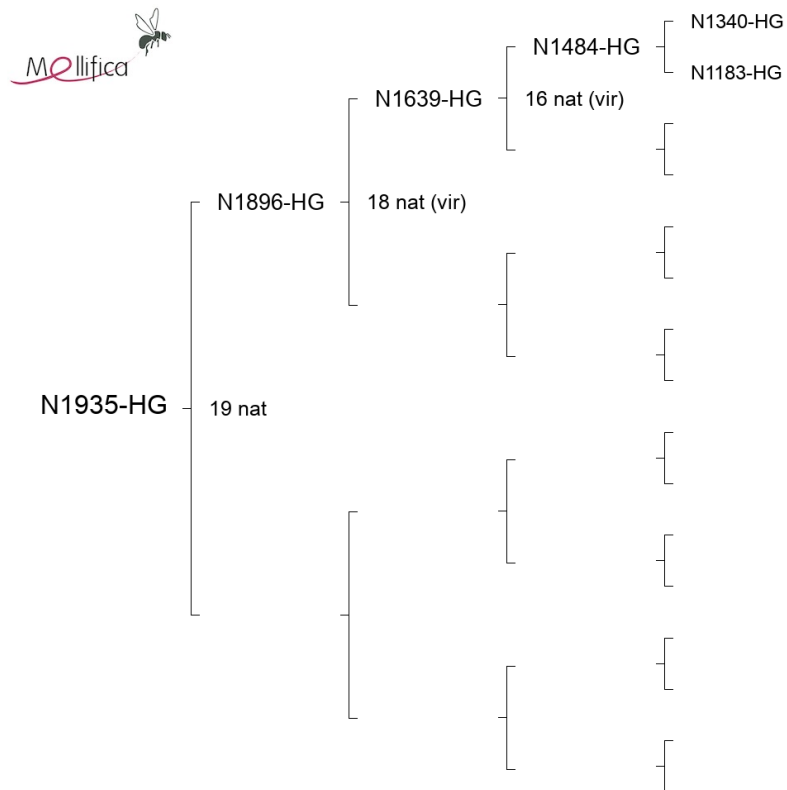 Mellifica
N1340-HG
N1484-HG
N1183-HG
N1639-HG
16 nat (vir)
N1896-HG
18 nat (vir)
N1935-HG
19 nat